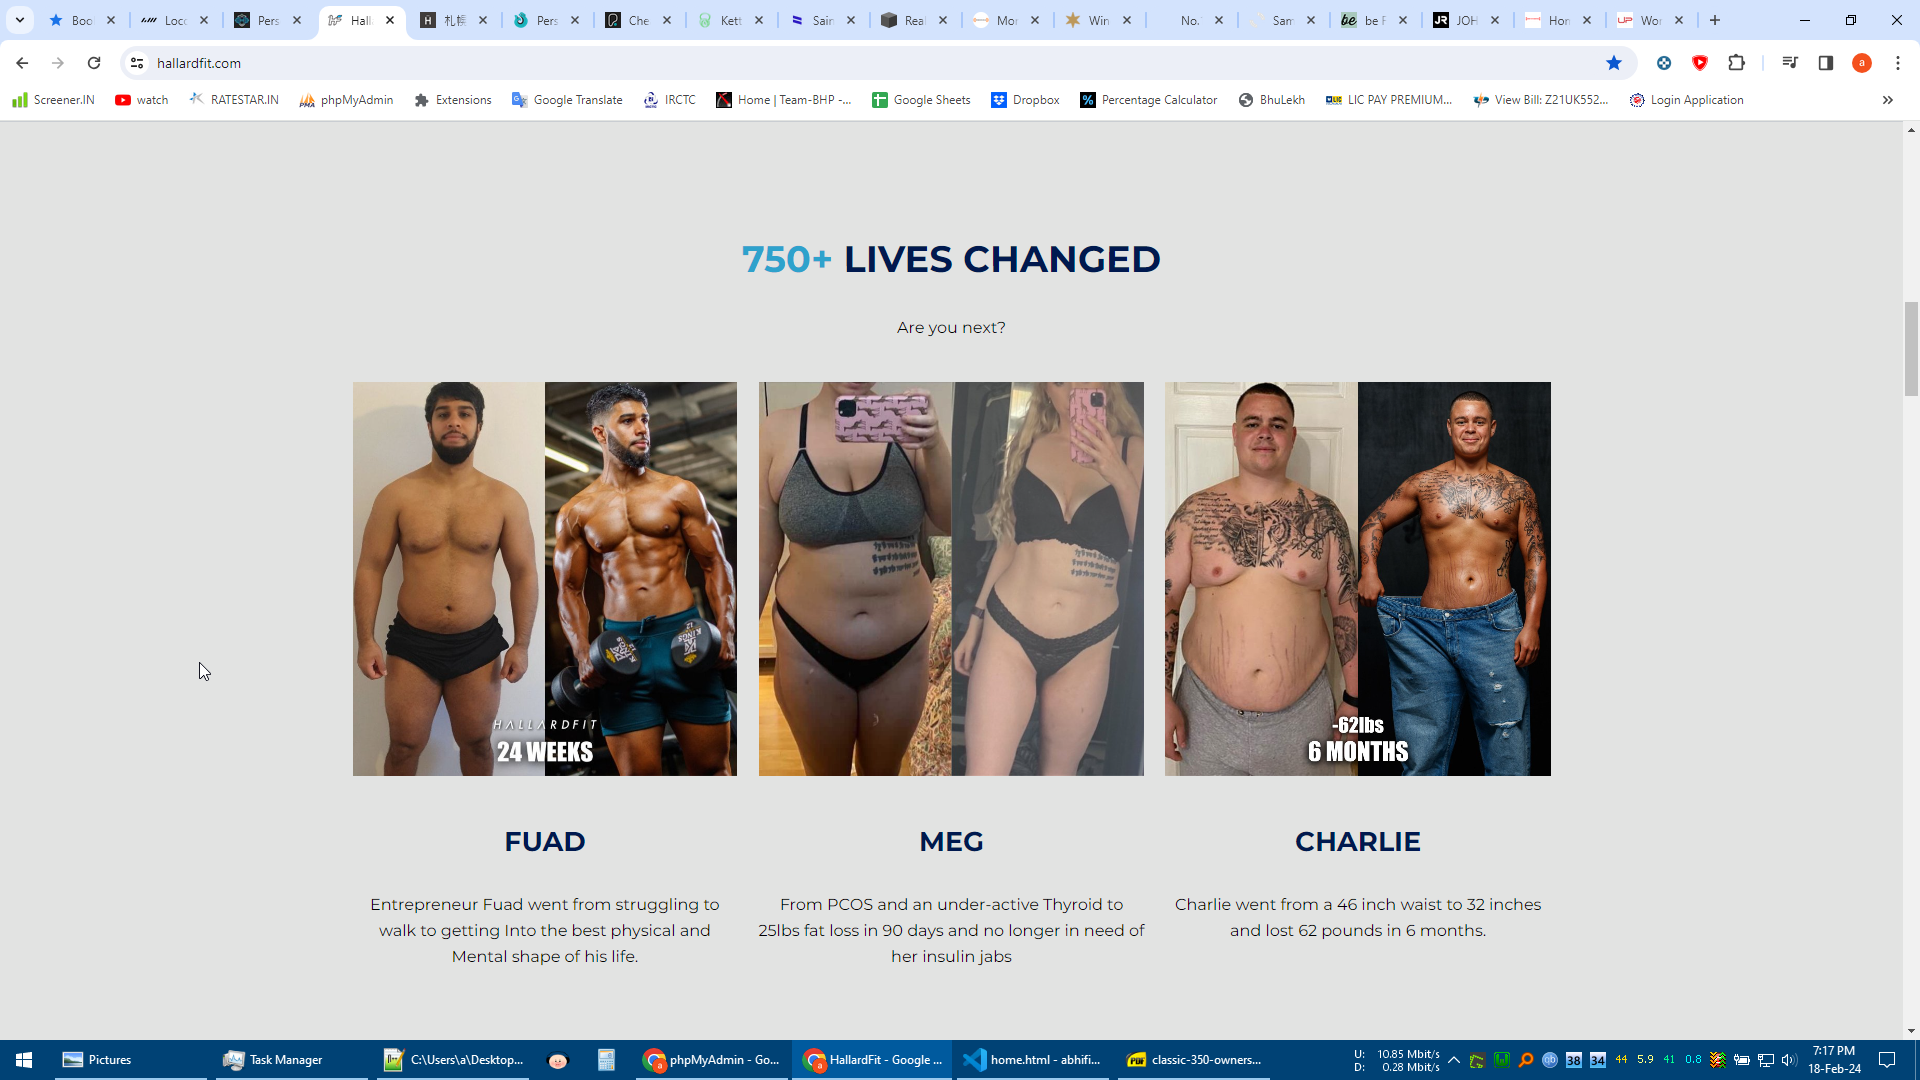 Boo
Loco
Pers
Hall
札幌
Pers
Che
Kett
Sain
Real
Mor
Win
No.
Sam
be F
JOH
Hon
Wor
hallardfit.com
Screener.IN
watch
RATESTAR.IN
phpMyAdmin
Extensions
Google Translate
IRCTC
Home | Team-BHP -...
Google Sheets
Dropbox
Percentage Calculator
BhuLekh
LIC PAY PREMIUM...
View Bill: Z21UK552...
Login Application
750+ LIVES CHANGED
Are you next?
HALLARDFIT
24 WEEKS
-62lbs
6 MONTHS
FUAD
Entrepreneur Fuad went from struggling to
walk to getting Into the best physical and
Mental shape of his life.
MEG
From PCOS and an under-active Thyroid to
25lbs fat loss in 90 days and no longer in need of
her insulin jabs
CHARLIE
Charlie went from a 46 inch waist to 32 inches
and lost 62 pounds in 6 months.
Pictures
Task Manager
C:\Users\a\Desktop...
phpMyAdmin - Go...
HallardFit - Google ...
home.html - abhifi...
classic-350-owners...
U: 10.85 Mbit/s
D: 0.28 Mbit/s
38
34
44
5.9
41
0.8
7:17 PM
18-Feb-24